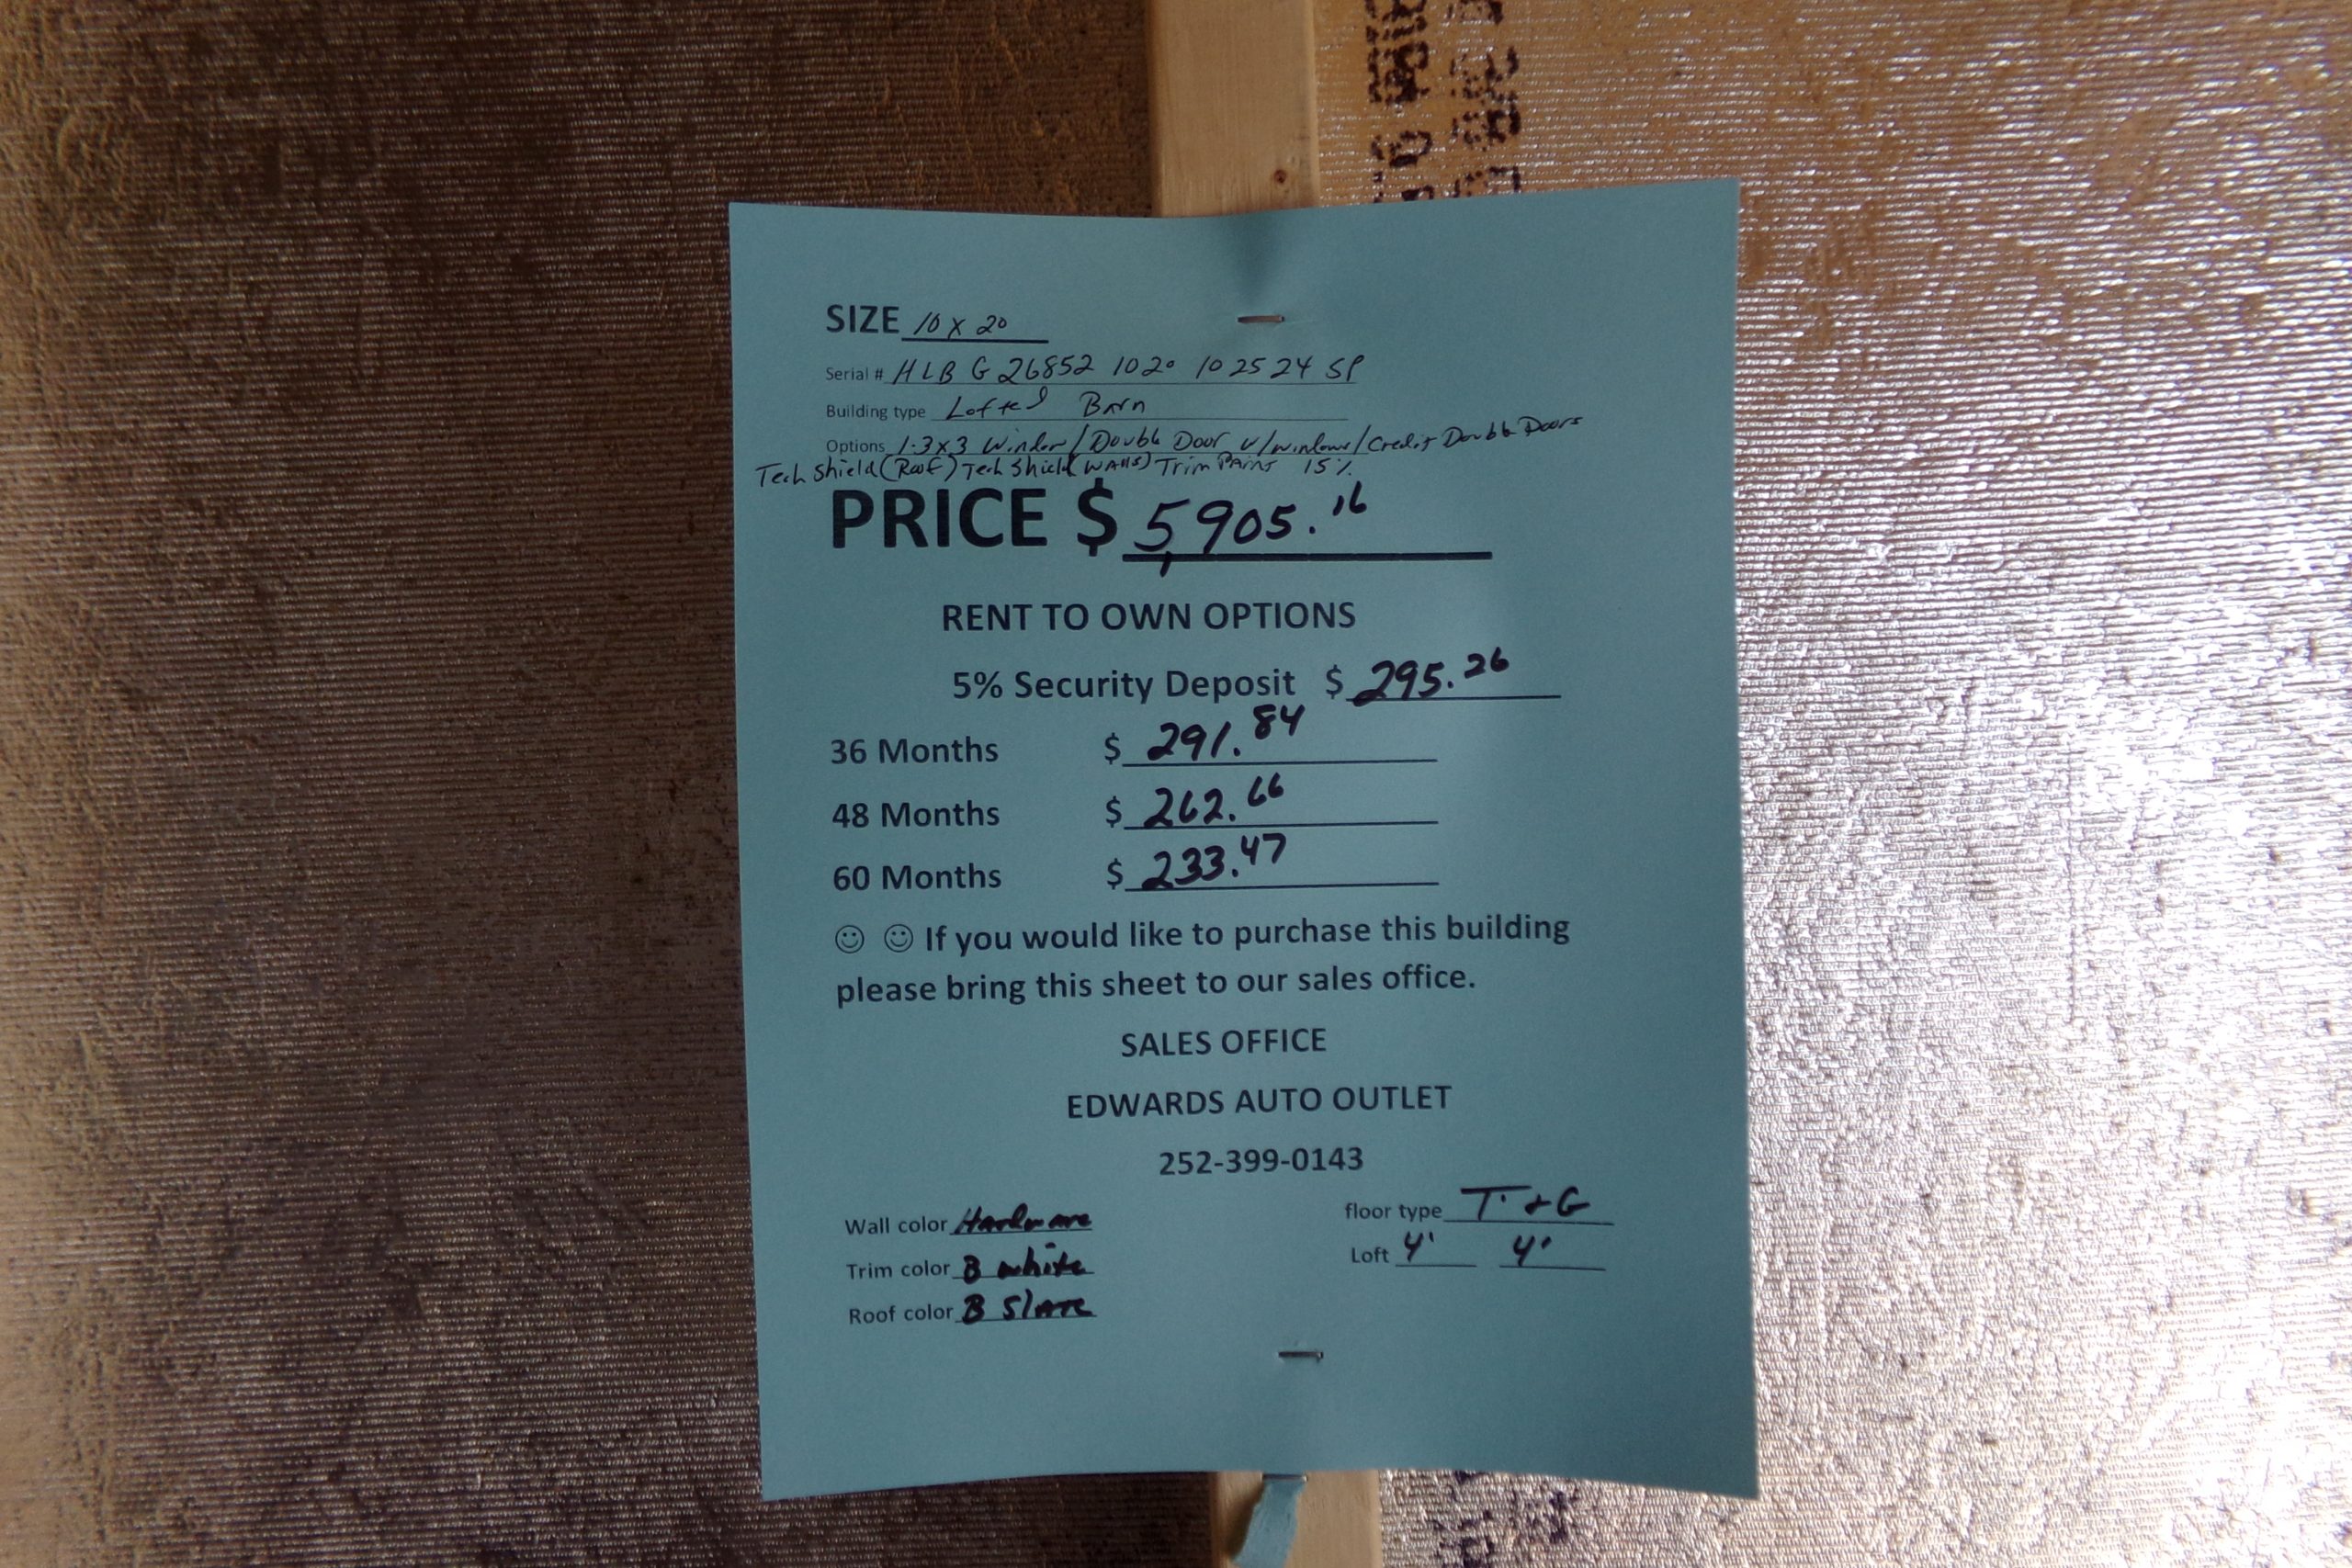 SIZE 10 x 20
Serial # HLB G 26852 1020 102524 SP
Building type Lofted Barn
Options 1-3x3 Window/Double Door w/windows/Credit Double Doors
Tech Shield (Roof) Tech Shield (Walls) Trim Paint 15%
PRICE $ 5,905.16
RENT TO OWN OPTIONS
5% Security Deposit $ 295.26
36 Months $ 291.84
48 Months $ 262.66
60 Months $ 233.47
☺ ☺ If you would like to purchase this building
please bring this sheet to our sales office.
SALES OFFICE
EDWARDS AUTO OUTLET
252-399-0143
Wall color Hardware floor type T+G
Trim color B white Loft 4' 4'
Roof color B Slate